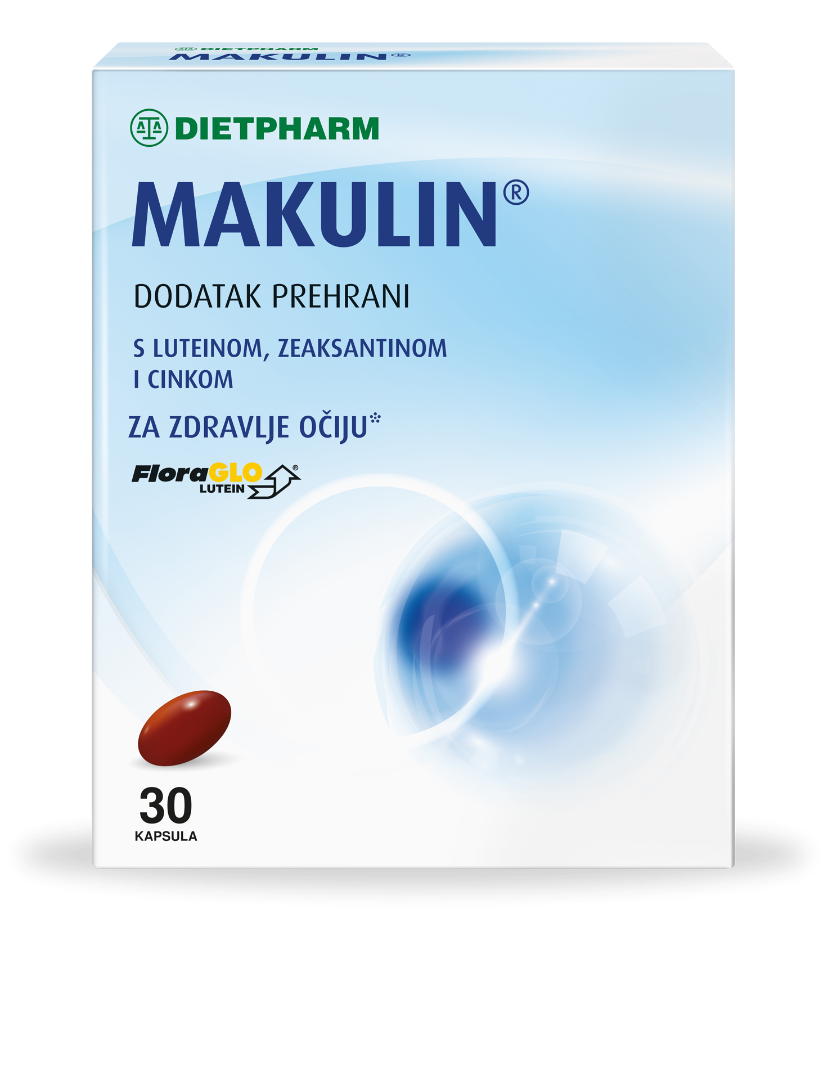 DIETPHARM
MAKULIN®
DIETPHARM
MAKULIN®
DODATAK PREHRANI
S LUTEINOM, ZEAKSANTINOM
I CINKOM
ZA ZDRAVLJE OČIJU*
FloraGLO®
LUTEIN
30
KAPSULA